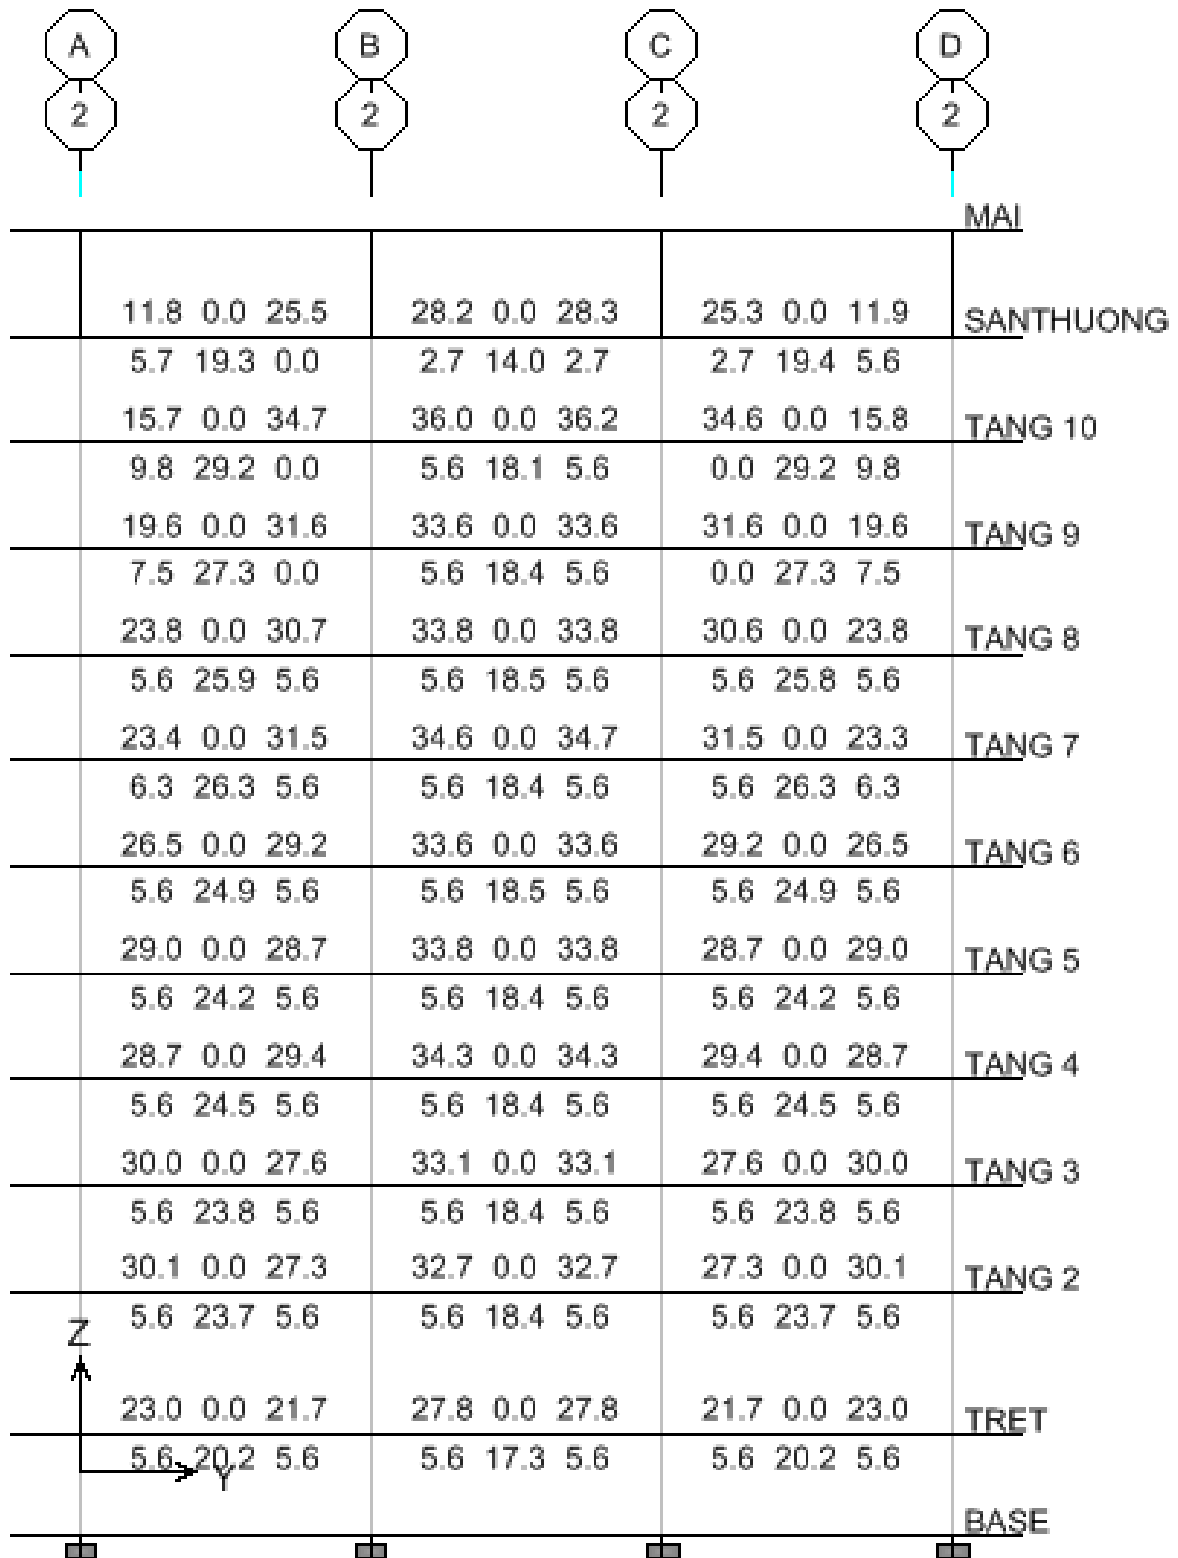 A B C D
2 2 2 2
MAI
11.8 0.0 25.5 28.2 0.0 28.3 25.3 0.0 11.9 SANTHUONG
5.7 19.3 0.0 2.7 14.0 2.7 2.7 19.4 5.6
15.7 0.0 34.7 36.0 0.0 36.2 34.6 0.0 15.8 TANG 10
9.8 29.2 0.0 5.6 18.1 5.6 0.0 29.2 9.8
19.6 0.0 31.6 33.6 0.0 33.6 31.6 0.0 19.6 TANG 9
7.5 27.3 0.0 5.6 18.4 5.6 0.0 27.3 7.5
23.8 0.0 30.7 33.8 0.0 33.8 30.6 0.0 23.8 TANG 8
5.6 25.9 5.6 5.6 18.5 5.6 5.6 25.8 5.6
23.4 0.0 31.5 34.6 0.0 34.7 31.5 0.0 23.3 TANG 7
6.3 26.3 5.6 5.6 18.4 5.6 5.6 26.3 6.3
26.5 0.0 29.2 33.6 0.0 33.6 29.2 0.0 26.5 TANG 6
5.6 24.9 5.6 5.6 18.5 5.6 5.6 24.9 5.6
29.0 0.0 28.7 33.8 0.0 33.8 28.7 0.0 29.0 TANG 5
5.6 24.2 5.6 5.6 18.4 5.6 5.6 24.2 5.6
28.7 0.0 29.4 34.3 0.0 34.3 29.4 0.0 28.7 TANG 4
5.6 24.5 5.6 5.6 18.4 5.6 5.6 24.5 5.6
30.0 0.0 27.6 33.1 0.0 33.1 27.6 0.0 30.0 TANG 3
5.6 23.8 5.6 5.6 18.4 5.6 5.6 23.8 5.6
30.1 0.0 27.3 32.7 0.0 32.7 27.3 0.0 30.1 TANG 2
5.6 23.7 5.6 5.6 18.4 5.6 5.6 23.7 5.6
Z
23.0 0.0 21.7 27.8 0.0 27.8 21.7 0.0 23.0 TRET
5.6 20.2 5.6 5.6 17.3 5.6 5.6 20.2 5.6
Y
BASE